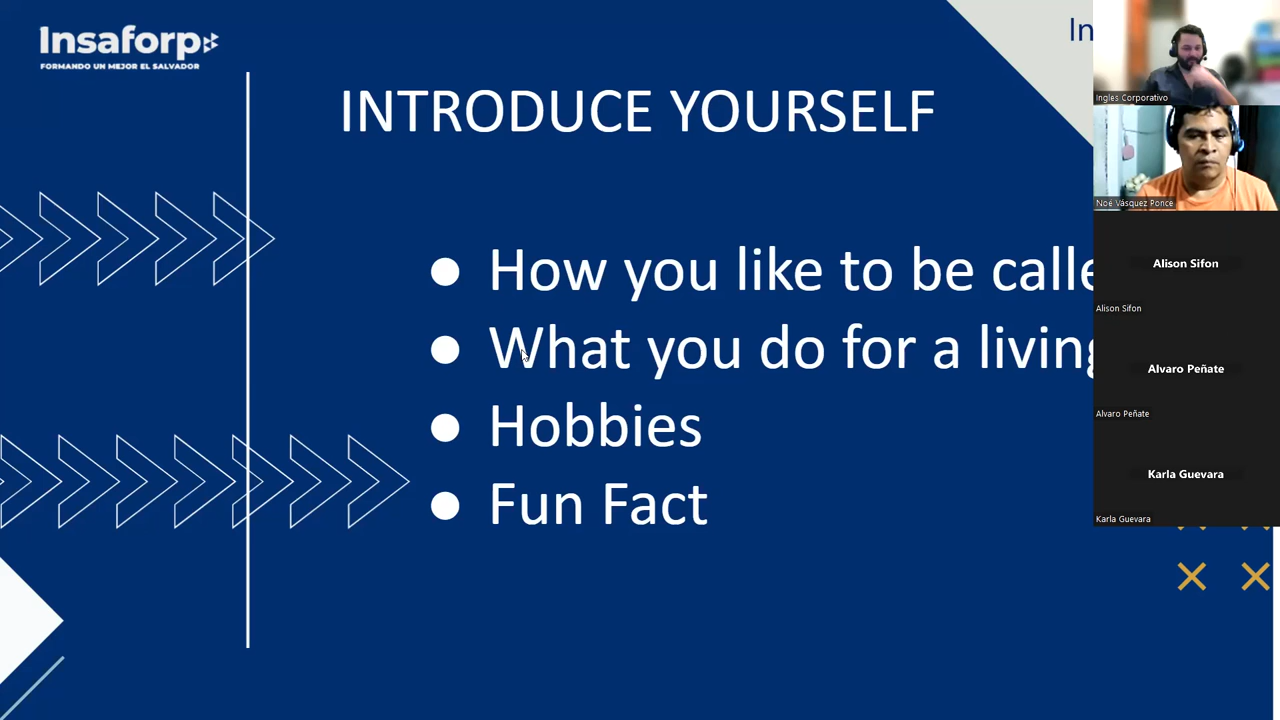 Insaforp
FORMANDO UN MEJOR EL SALVADOR
In
INTRODUCE YOURSELF
● How you like to be calle
● What you do for a living
● Hobbies
● Fun Fact
Ingles Corporativo
Noé Vásquez Ponce
Alison Sifon
Alison Sifon
Alvaro Peñate
Alvaro Peñate
Karla Guevara
Karla Guevara